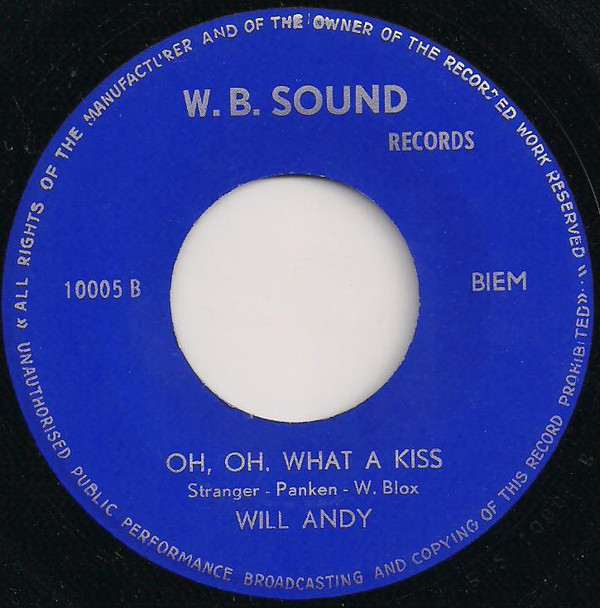 «ALL RIGHTS OF THE MANUFACTURER AND OF THE OWNER OF THE RECORDED WORK RESERVED«
W. B. SOUND
RECORDS
10005 B
BIEM
OH, OH, WHAT A KISS
Stranger - Panken - W. Blox
WILL ANDY
UNAUTHORISED PUBLIC PERFORMANCE BROADCASTING AND COPYING OF THIS RECORD PROHIBITED»